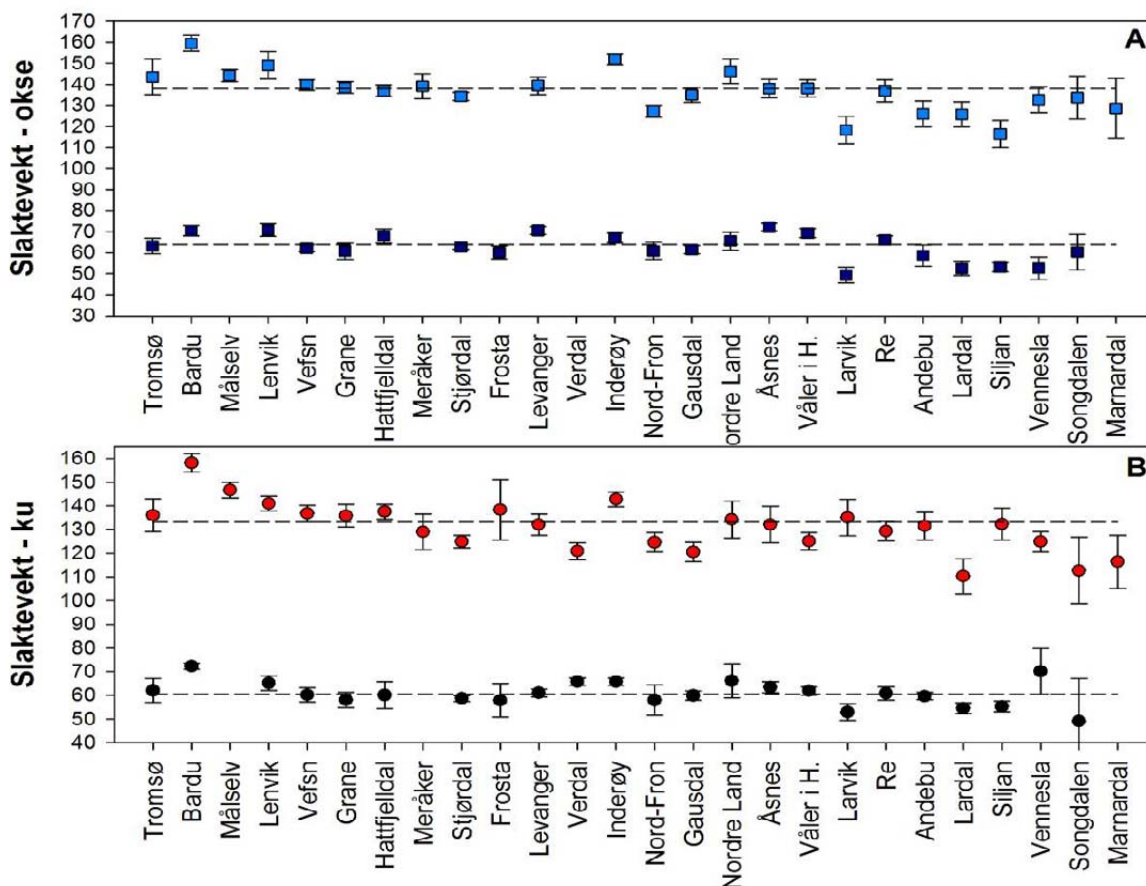 A
Slaktevekt - okse
170
160
150
140
130
120
110
100
90
80
70
60
50
40
30
Tromsø
Bardu
Målselv
Lenvik
Vefsn
Grane
Hattfjelldal
Meråker
Stjørdal
Frosta
Levanger
Verdal
Inderøy
Nord-Fron
Gausdal
ordre Land
Åsnes
Våler i H.
Larvik
Re
Andebu
Lardal
Siljan
Vennesla
Songdalen
Marnardal
B
Slaktevekt - ku
160
150
140
130
120
110
100
90
80
70
60
50
40
Tromsø
Bardu
Målselv
Lenvik
Vefsn
Grane
Hattfjelldal
Meråker
Stjørdal
Frosta
Levanger
Verdal
Inderøy
Nord-Fron
Gausdal
Nordre Land
Åsnes
Våler i H.
Larvik
Re
Andebu
Lardal
Siljan
Vennesla
Songdalen
Marnardal